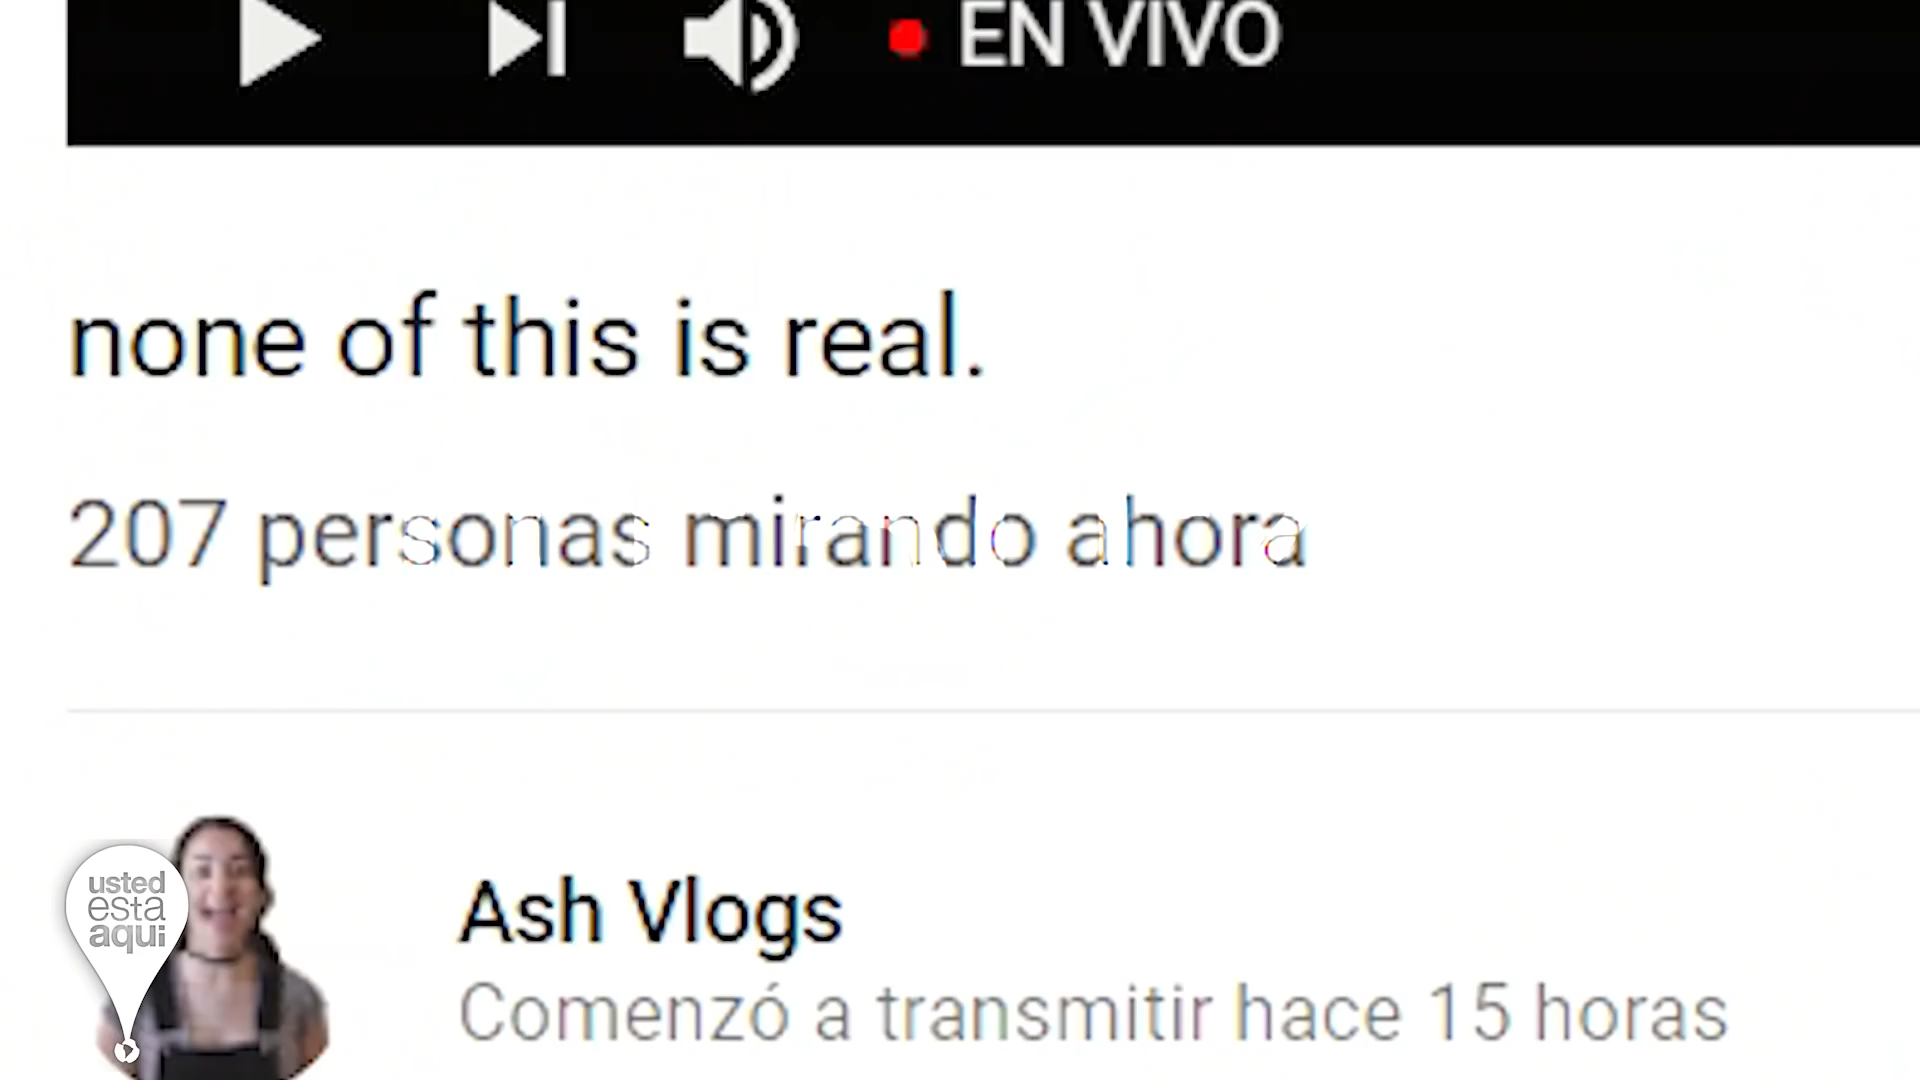 EN VIVO
none of this is real.
207 personas mirando ahora
usted
esta
aqui
Ash Vlogs
Comenzó a transmitir hace 15 horas